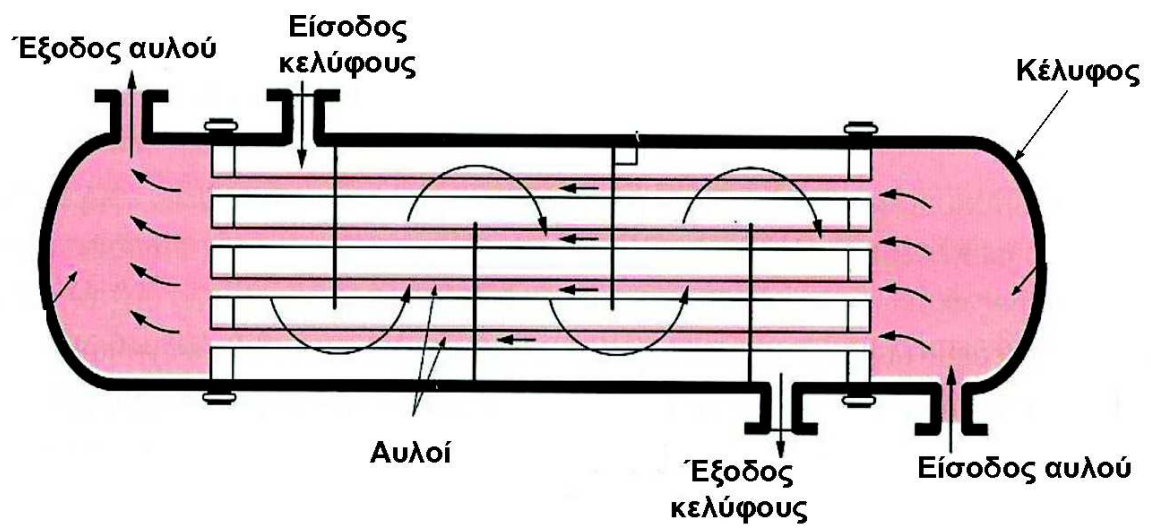 Έξοδος αυλού
Είσοδος
κελύφους
Κέλυφος
Αυλοί
Έξοδος
κελύφους
Είσοδος αυλού